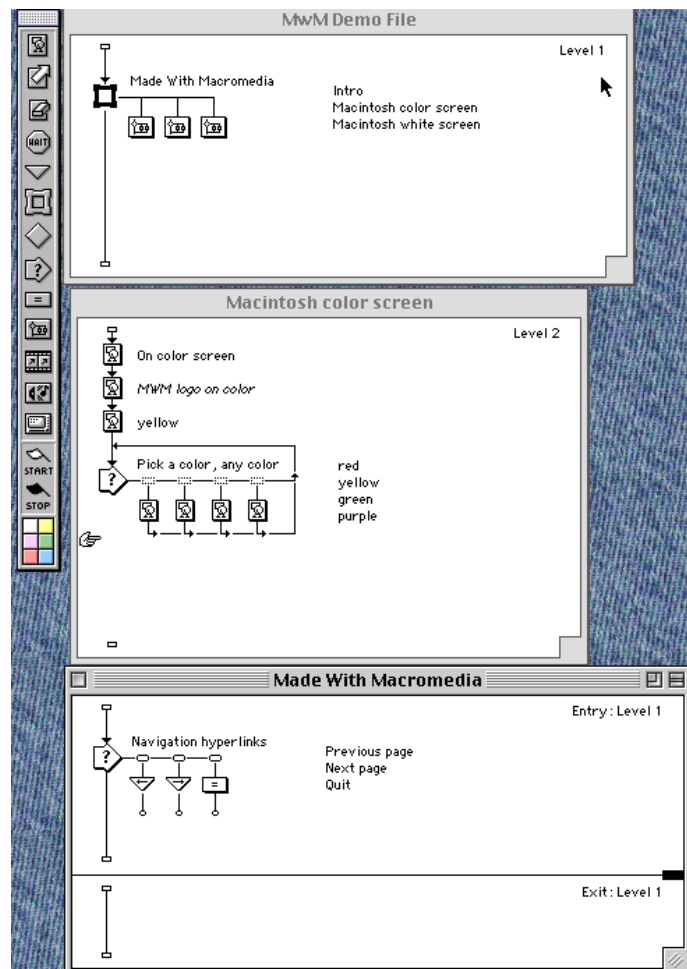 MwM Demo File
Level 1
Made With Macromedia
Intro
Macintosh color screen
Macintosh white screen
WAIT
?
=
START
STOP
Macintosh color screen
Level 2
On color screen
MWM logo on color
yellow
Pick a color, any color
?
red
yellow
green
purple
Made With Macromedia
Entry: Level 1
Navigation hyperlinks
?
=
Previous page
Next page
Quit
Exit: Level 1